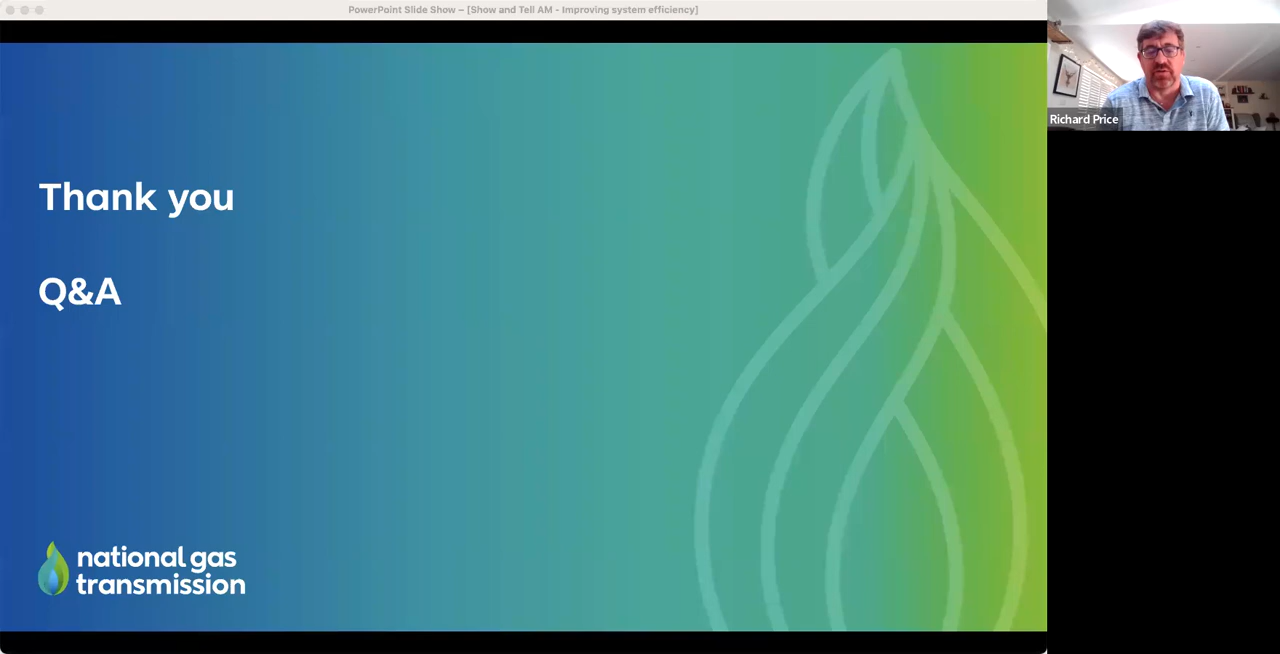 PowerPoint Slide Show – [Show and Tell AM - Improving system efficiency]
Thank you
Q&A
national gas
transmission
Richard Price